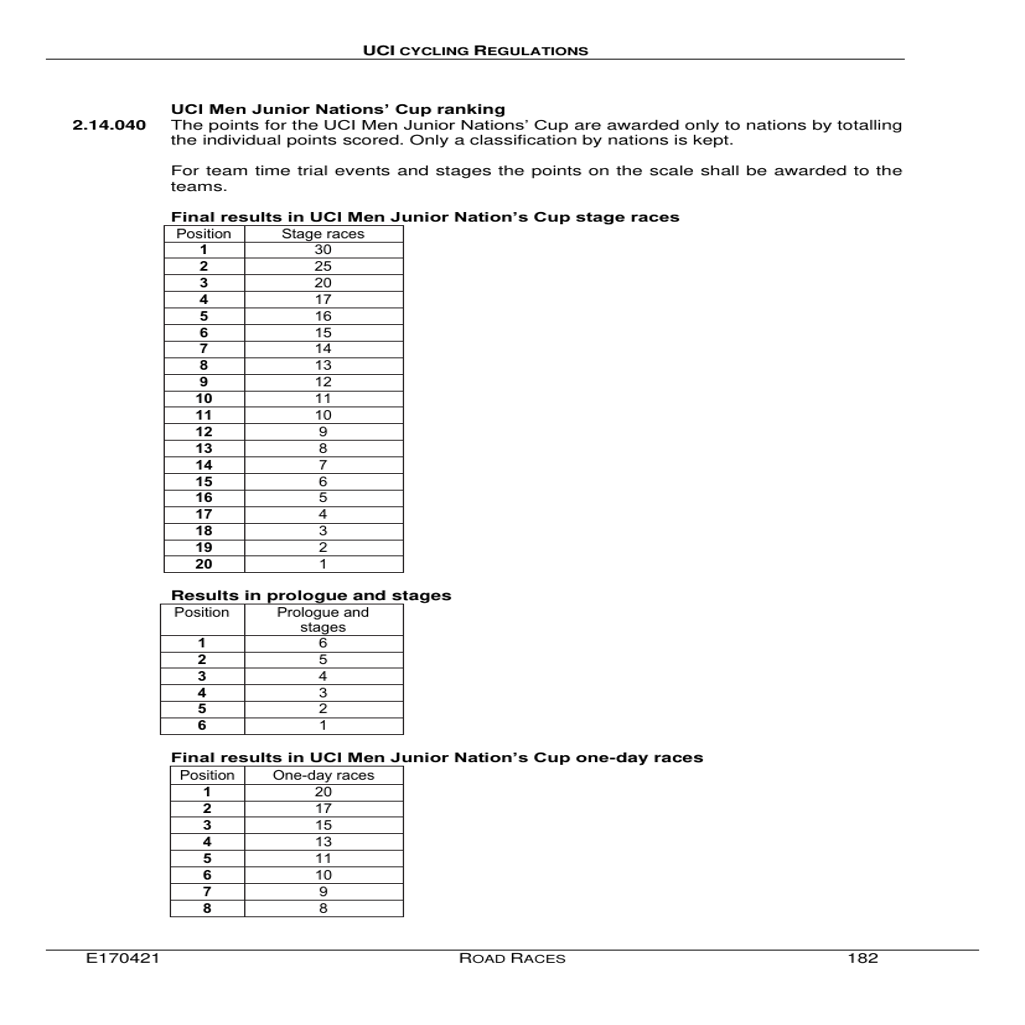 UCI CYCLING REGULATIONS
UCI Men Junior Nations' Cup ranking
2.14.040 The points for the UCI Men Junior Nations' Cup are awarded only to nations by totalling
the individual points scored. Only a classification by nations is kept.
For team time trial events and stages the points on the scale shall be awarded to the
teams.
Final results in UCI Men Junior Nation's Cup stage races
Position Stage races
1 30
2 25
3 20
4 17
5 16
6 15
7 14
8 13
9 12
10 11
11 10
12 9
13 8
14 7
15 6
16 5
17 4
18 3
19 2
20 1
Results in prologue and stages
Position Prologue and
stages
1 6
2 5
3 4
4 3
5 2
6 1
Final results in UCI Men Junior Nation's Cup one-day races
Position One-day races
1 20
2 17
3 15
4 13
5 11
6 10
7 9
8 8
E170421 ROAD RACES 182